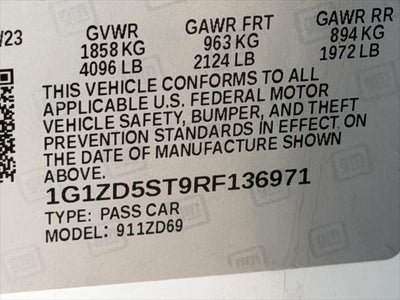 /23 GVWR GAWR FRT GAWR RR
1858 KG 963 KG 894 KG
4096 LB 2124 LB 1972 LB
THIS VEHICLE CONFORMS TO ALL
APPLICABLE U.S. FEDERAL MOTOR
VEHICLE SAFETY, BUMPER, AND THEFT
PREVENTION STANDARDS IN EFFECT ON
THE DATE OF MANUFACTURE SHOWN
ABOVE.
1G1ZD5ST9RF136971
TYPE: PASS CAR
MODEL: 911ZD69